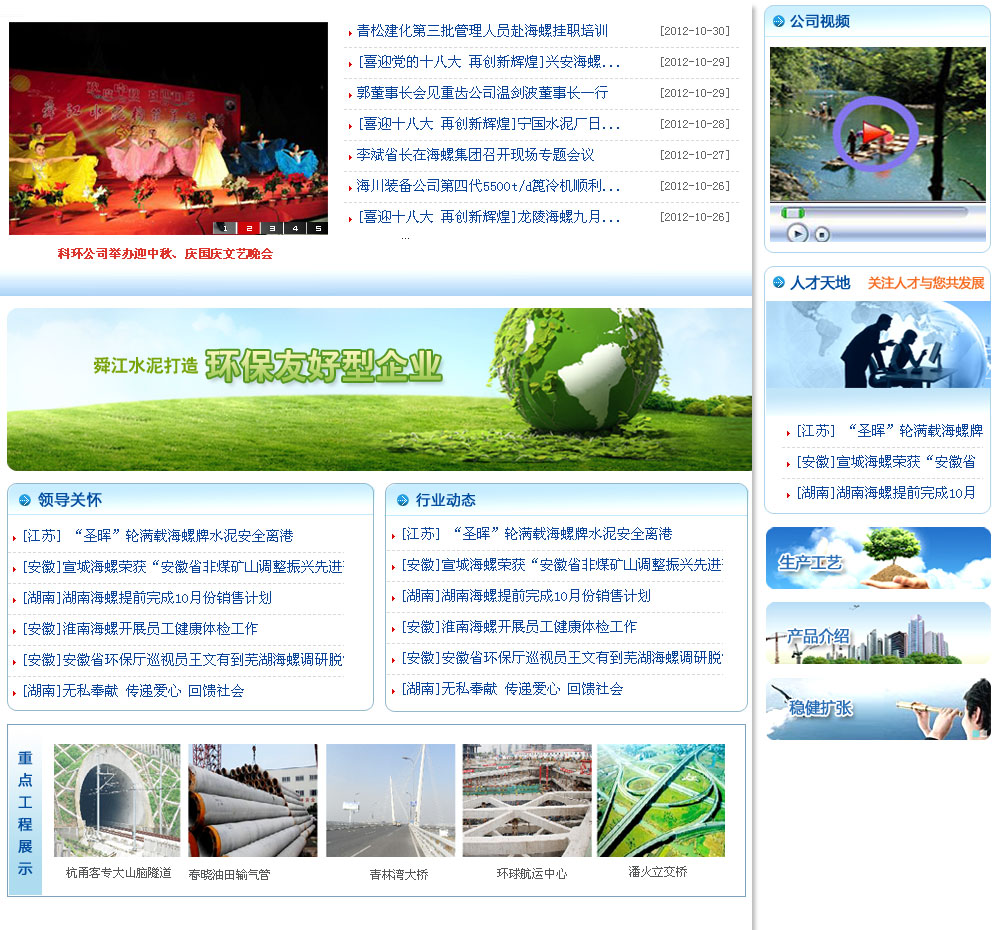 1 2 3 4 5
科环公司举办迎中秋、庆国庆文艺晚会
青松建化第三批管理人员赴海螺挂职培训 [2012-10-30]
[喜迎党的十八大 再创新辉煌]兴安海螺... [2012-10-29]
郭董事长会见重齿公司温剑波董事长一行 [2012-10-29]
[喜迎十八大 再创新辉煌]宁国水泥厂日... [2012-10-28]
李斌省长在海螺集团召开现场专题会议 [2012-10-27]
海川装备公司第四代5500t/d篦冷机顺利... [2012-10-26]
[喜迎十八大 再创新辉煌]龙陵海螺九月... [2012-10-26]
...
公司视频
人才天地 关注人才与您共发展
[江苏] “圣晖”轮满载海螺牌
[安徽]宣城海螺荣获“安徽省
[湖南]湖南海螺提前完成10月
生产工艺
产品介绍
稳健扩张
舜江水泥打造 环保友好型企业
领导关怀
[江苏] “圣晖”轮满载海螺牌水泥安全离港
[安徽]宣城海螺荣获“安徽省非煤矿山调整振兴先进
[湖南]湖南海螺提前完成10月份销售计划
[安徽]淮南海螺开展员工健康体检工作
[安徽]安徽省环保厅巡视员王文有到芜湖海螺调研脱
[湖南]无私奉献 传递爱心 回馈社会
行业动态
[江苏] “圣晖”轮满载海螺牌水泥安全离港
[安徽]宣城海螺荣获“安徽省非煤矿山调整振兴先进
[湖南]湖南海螺提前完成10月份销售计划
[安徽]淮南海螺开展员工健康体检工作
[安徽]安徽省环保厅巡视员王文有到芜湖海螺调研脱
[湖南]无私奉献 传递爱心 回馈社会
重点工程展示
杭甬客专大山脑隧道
春晓油田输气管
青林湾大桥
环球航运中心
潘火立交桥